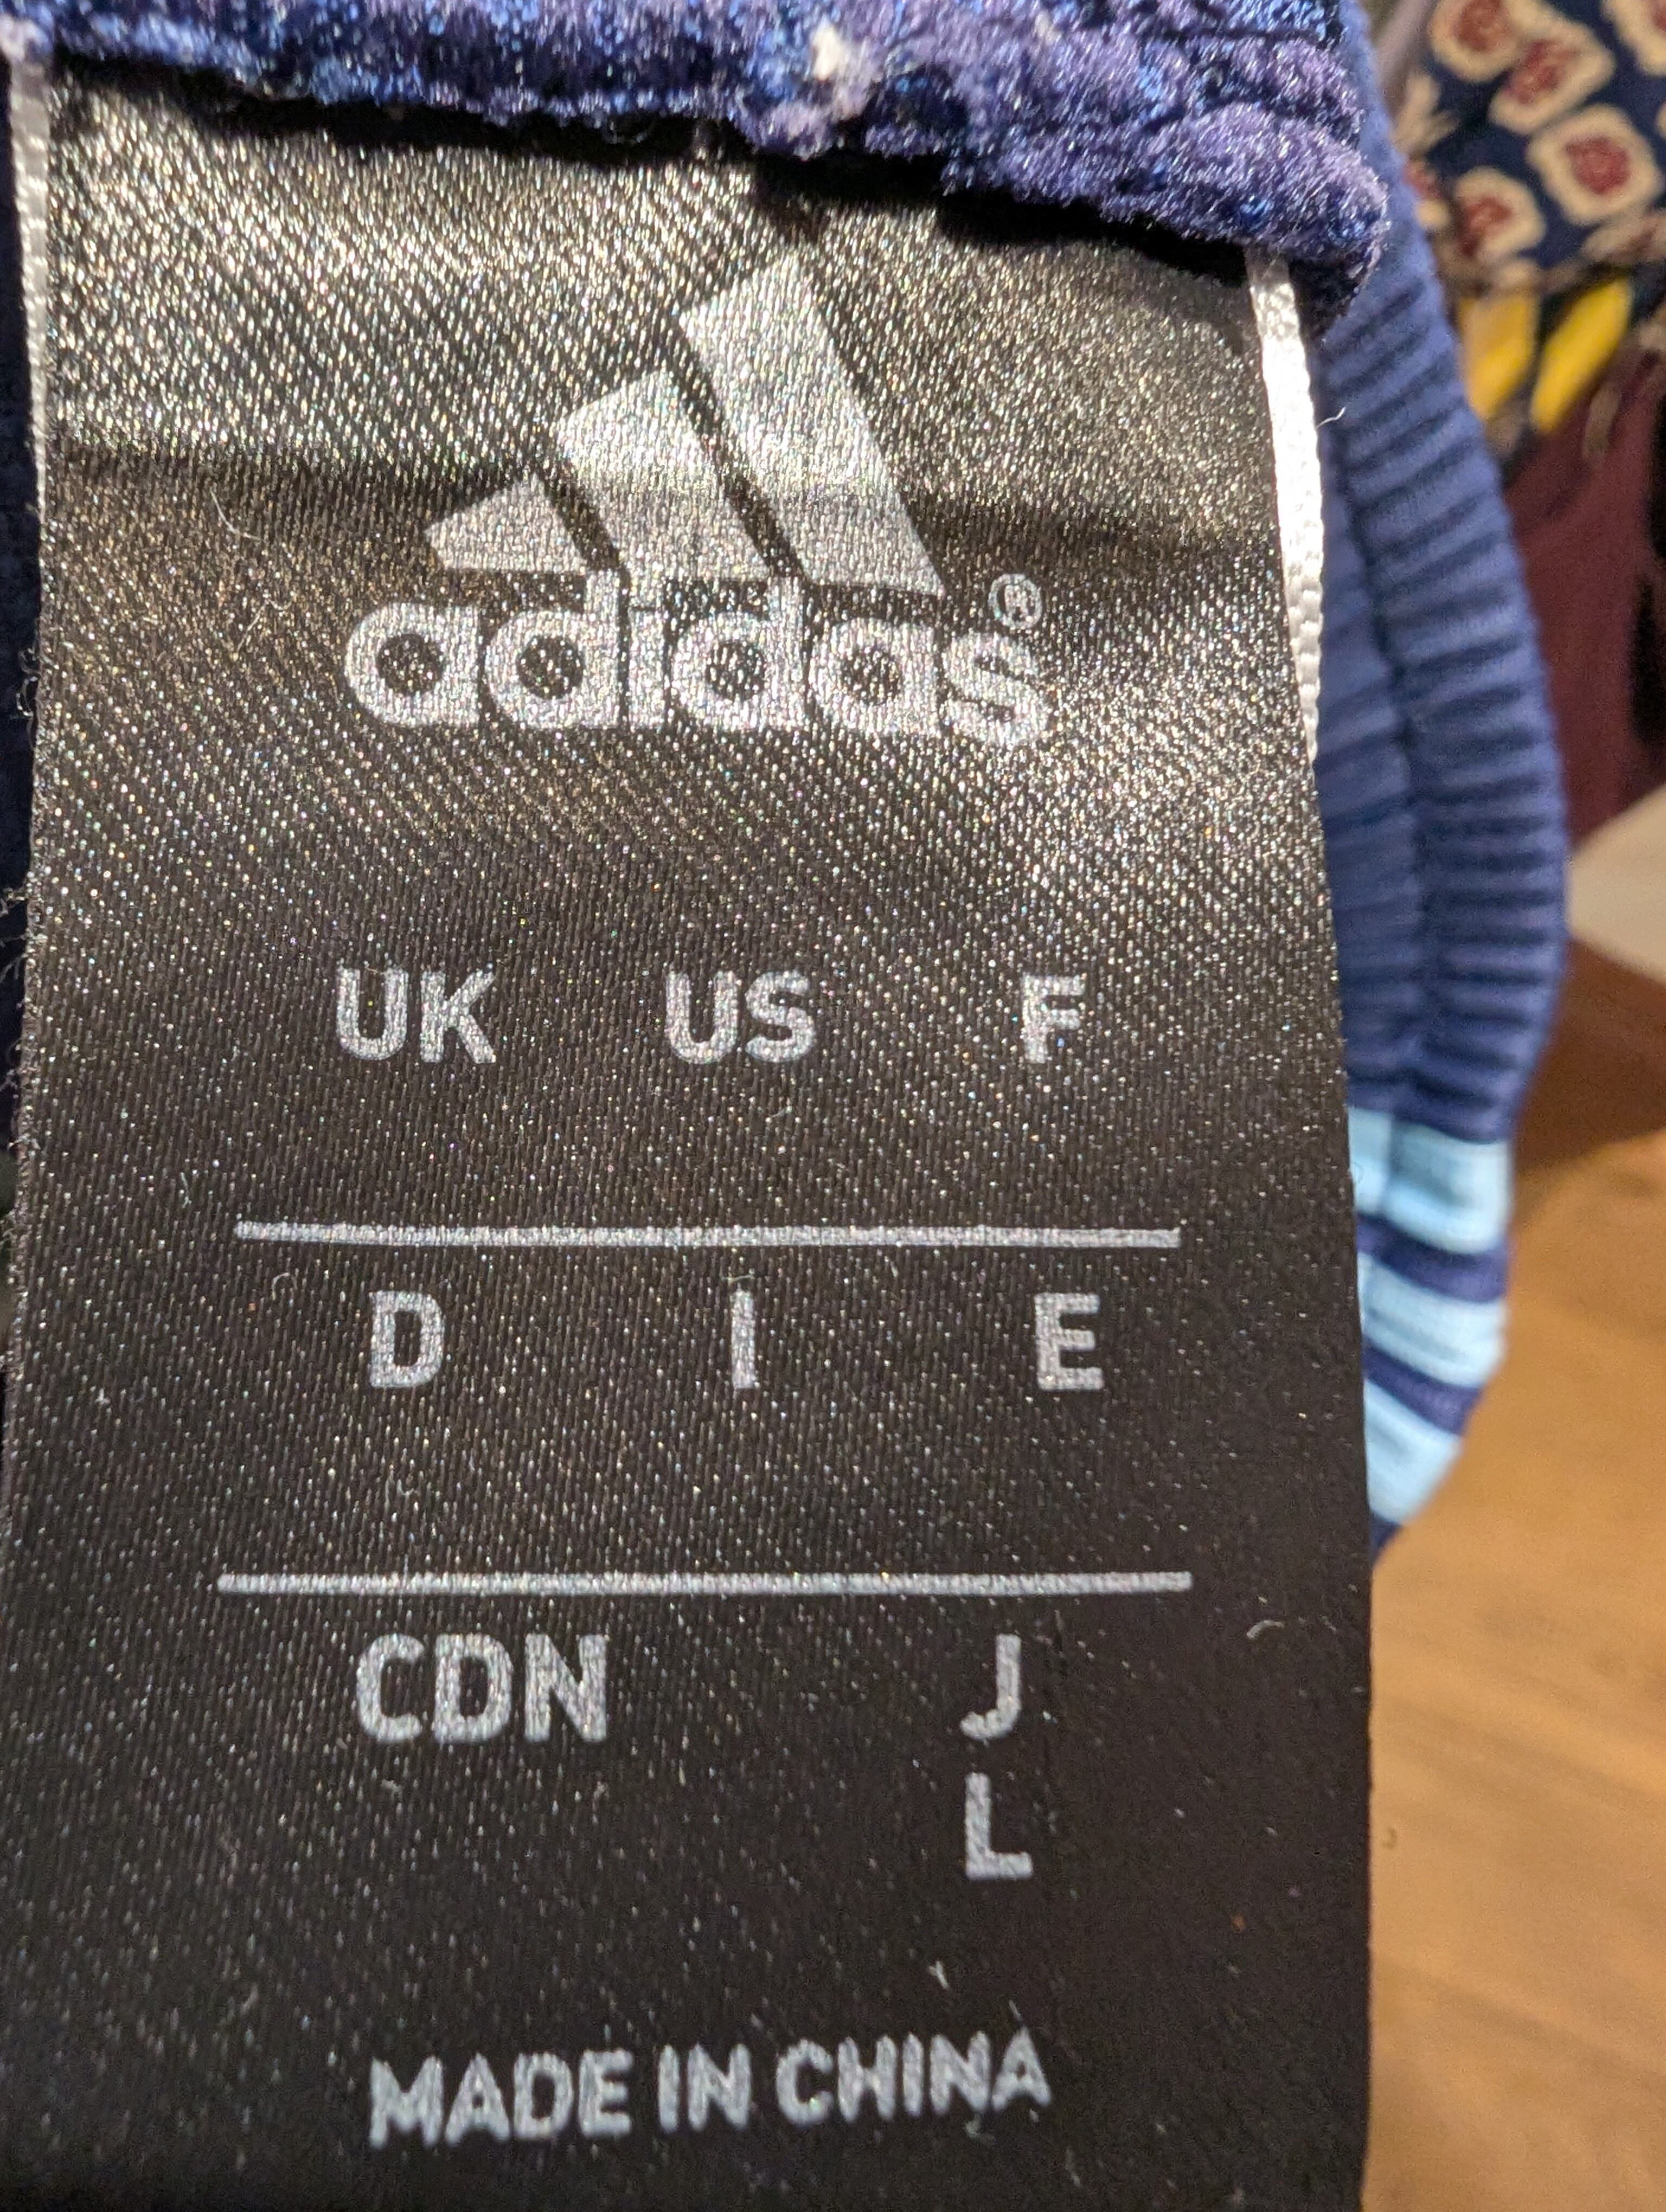 adidas®
UK US F
D I E
CDN J
L
MADE IN CHINA